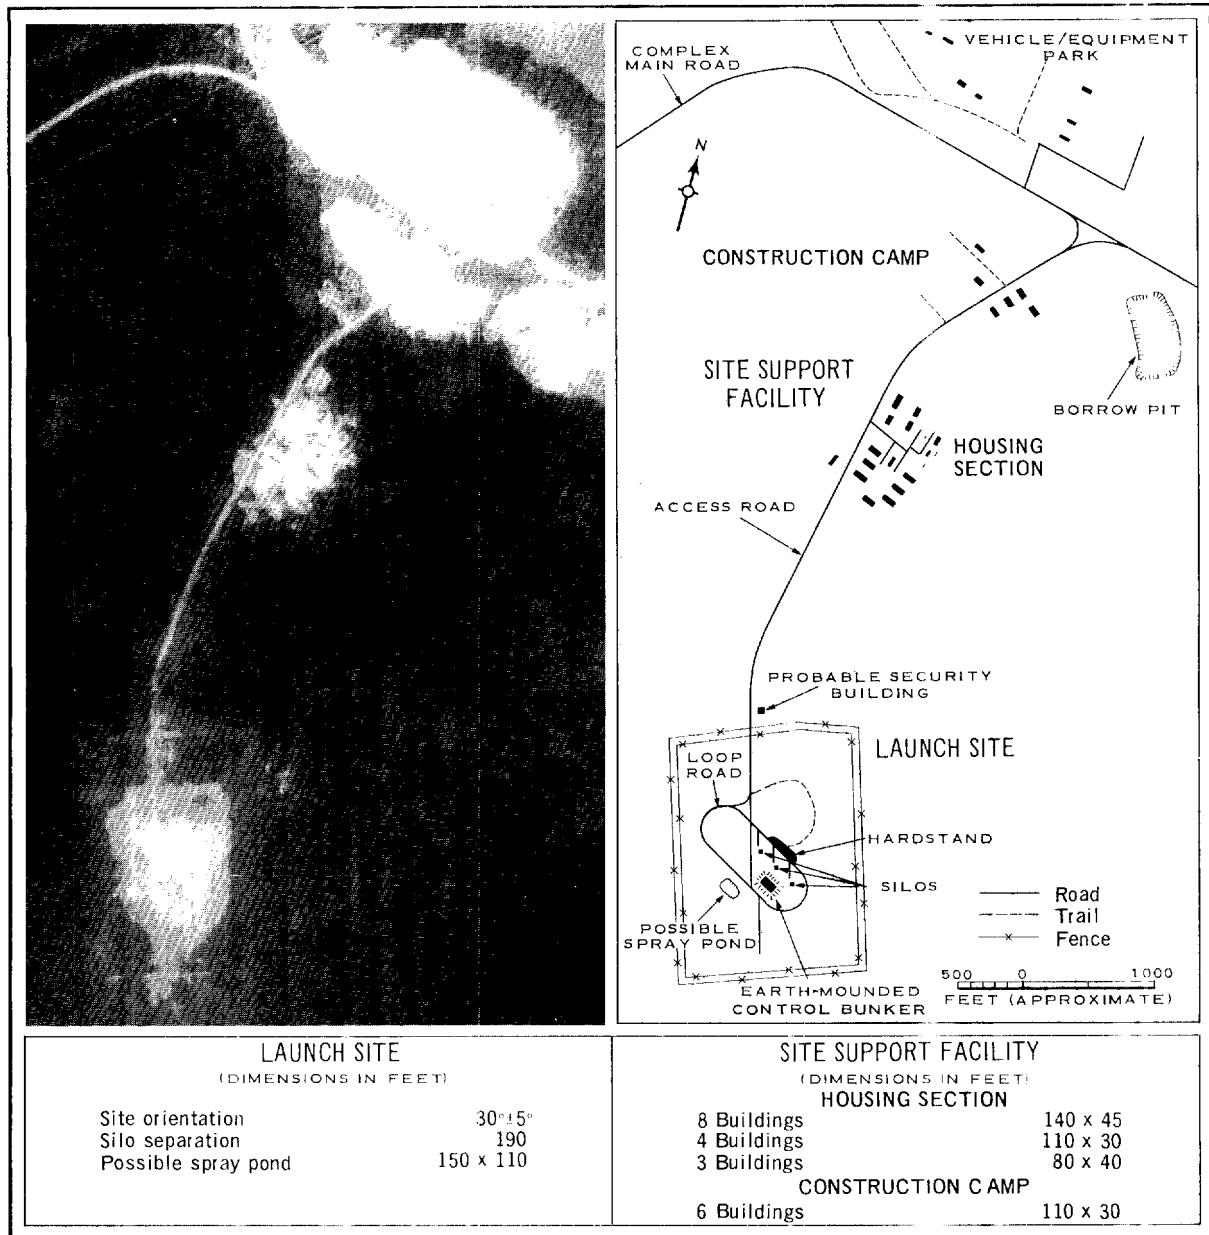 COMPLEX
MAIN ROAD
VEHICLE/EQUIPMENT
PARK
N
CONSTRUCTION CAMP
SITE SUPPORT
FACILITY
BORROW PIT
HOUSING
SECTION
ACCESS ROAD
PROBABLE SECURITY
BUILDING
LAUNCH SITE
LOOP
ROAD
HARDSTAND
SILOS
POSSIBLE
SPRAY POND
EARTH-MOUNDED
CONTROL BUNKER
Road
Trail
Fence
500 0 1000
FEET (APPROXIMATE)
LAUNCH SITE
(DIMENSIONS IN FEET)
Site orientation 30°±5°
Silo separation 190
Possible spray pond 150 x 110
SITE SUPPORT FACILITY
(DIMENSIONS IN FEET)
HOUSING SECTION
8 Buildings 140 x 45
4 Buildings 110 x 30
3 Buildings 80 x 40
CONSTRUCTION CAMP
6 Buildings 110 x 30